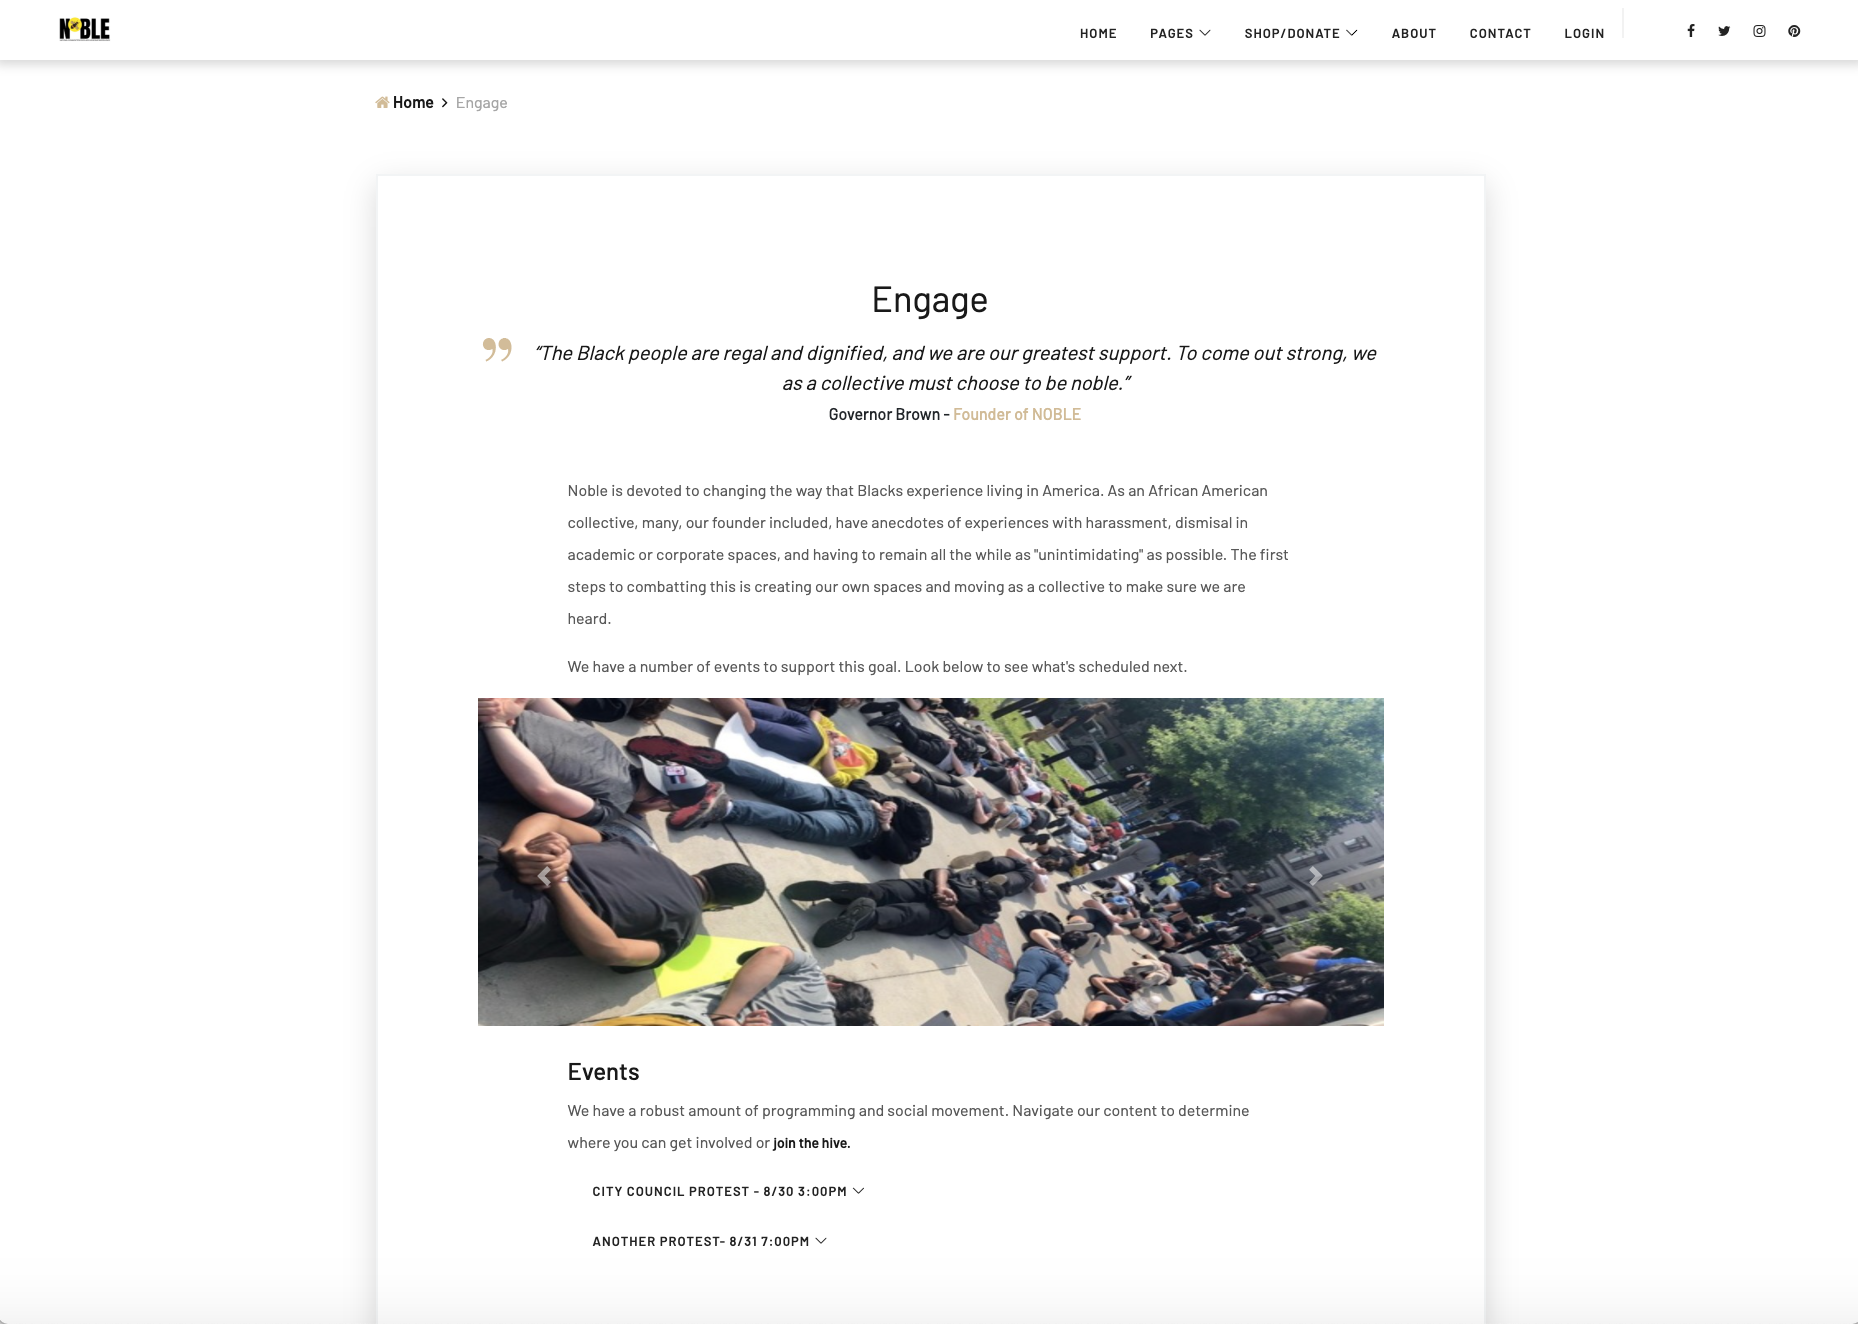 NOBLE
HOME PAGES SHOP/DONATE ABOUT CONTACT LOGIN
Home > Engage
Engage
“The Black people are regal and dignified, and we are our greatest support. To come out strong, we
as a collective must choose to be noble.”
Governor Brown - Founder of NOBLE
Noble is devoted to changing the way that Blacks experience living in America. As an African American
collective, many, our founder included, have anecdotes of experiences with harassment, dismisal in
academic or corporate spaces, and having to remain all the while as "unintimidating" as possible. The first
steps to combatting this is creating our own spaces and moving as a collective to make sure we are
heard.
We have a number of events to support this goal. Look below to see what's scheduled next.
Events
We have a robust amount of programming and social movement. Navigate our content to determine
where you can get involved or join the hive.
CITY COUNCIL PROTEST - 8/30 3:00PM
ANOTHER PROTEST- 8/31 7:00PM